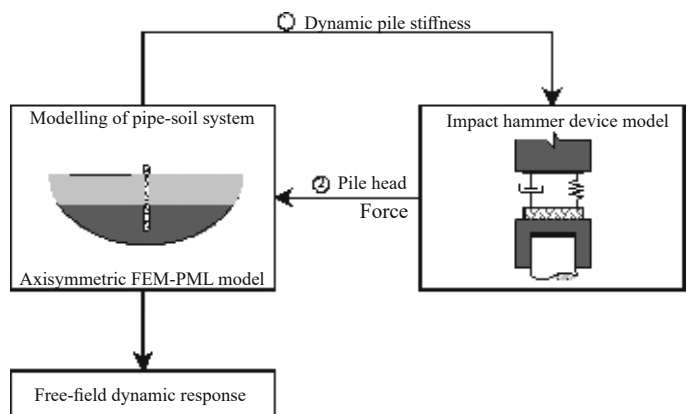 Dynamic pile stiffness
Modelling of pipe-soil system
Impact hammer device model
② Pile head
Force
Axisymmetric FEM-PML model
Free-field dynamic response